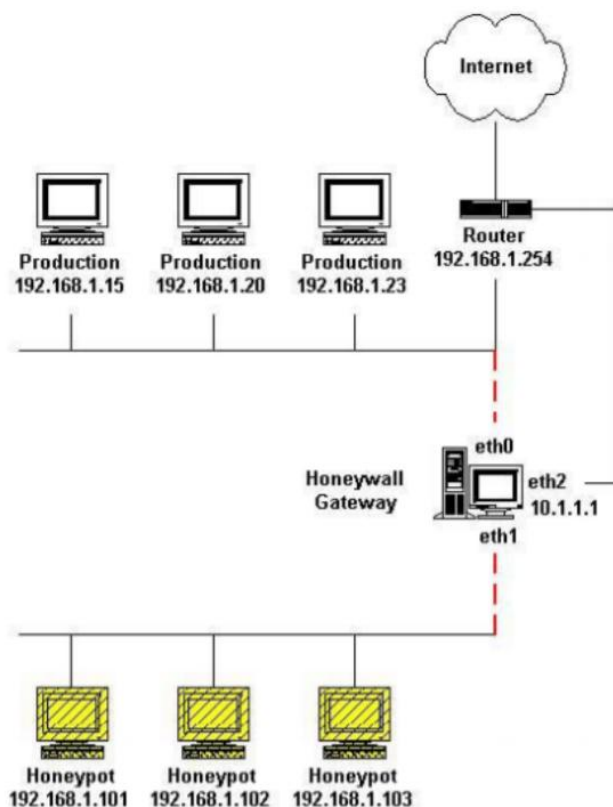 Internet
Router
192.168.1.254
Production
192.168.1.15
Production
192.168.1.20
Production
192.168.1.23
eth0
Honeywall
Gateway
eth2
10.1.1.1
eth1
Honeypot
192.168.1.101
Honeypot
192.168.1.102
Honeypot
192.168.1.103